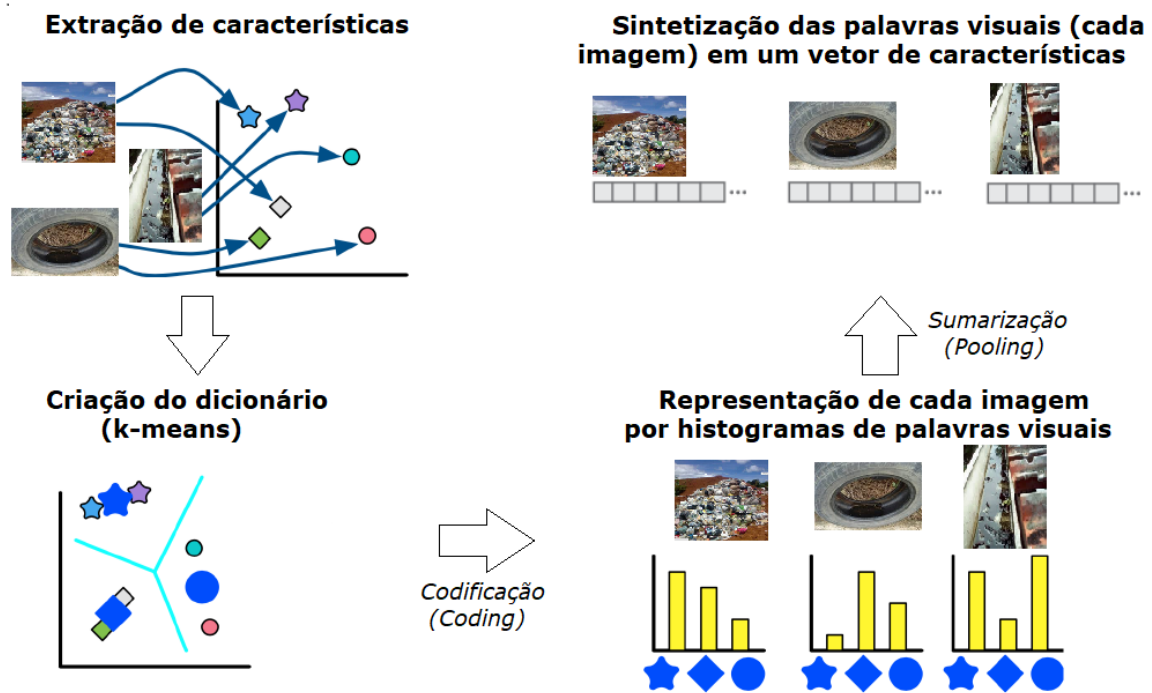 Extração de características
Sintetização das palavras visuais (cada
imagem) em um vetor de características
...
...
...
Sumarização
(Pooling)
Criação do dicionário
(k-means)
Representação de cada imagem
por histogramas de palavras visuais
Codificação
(Coding)